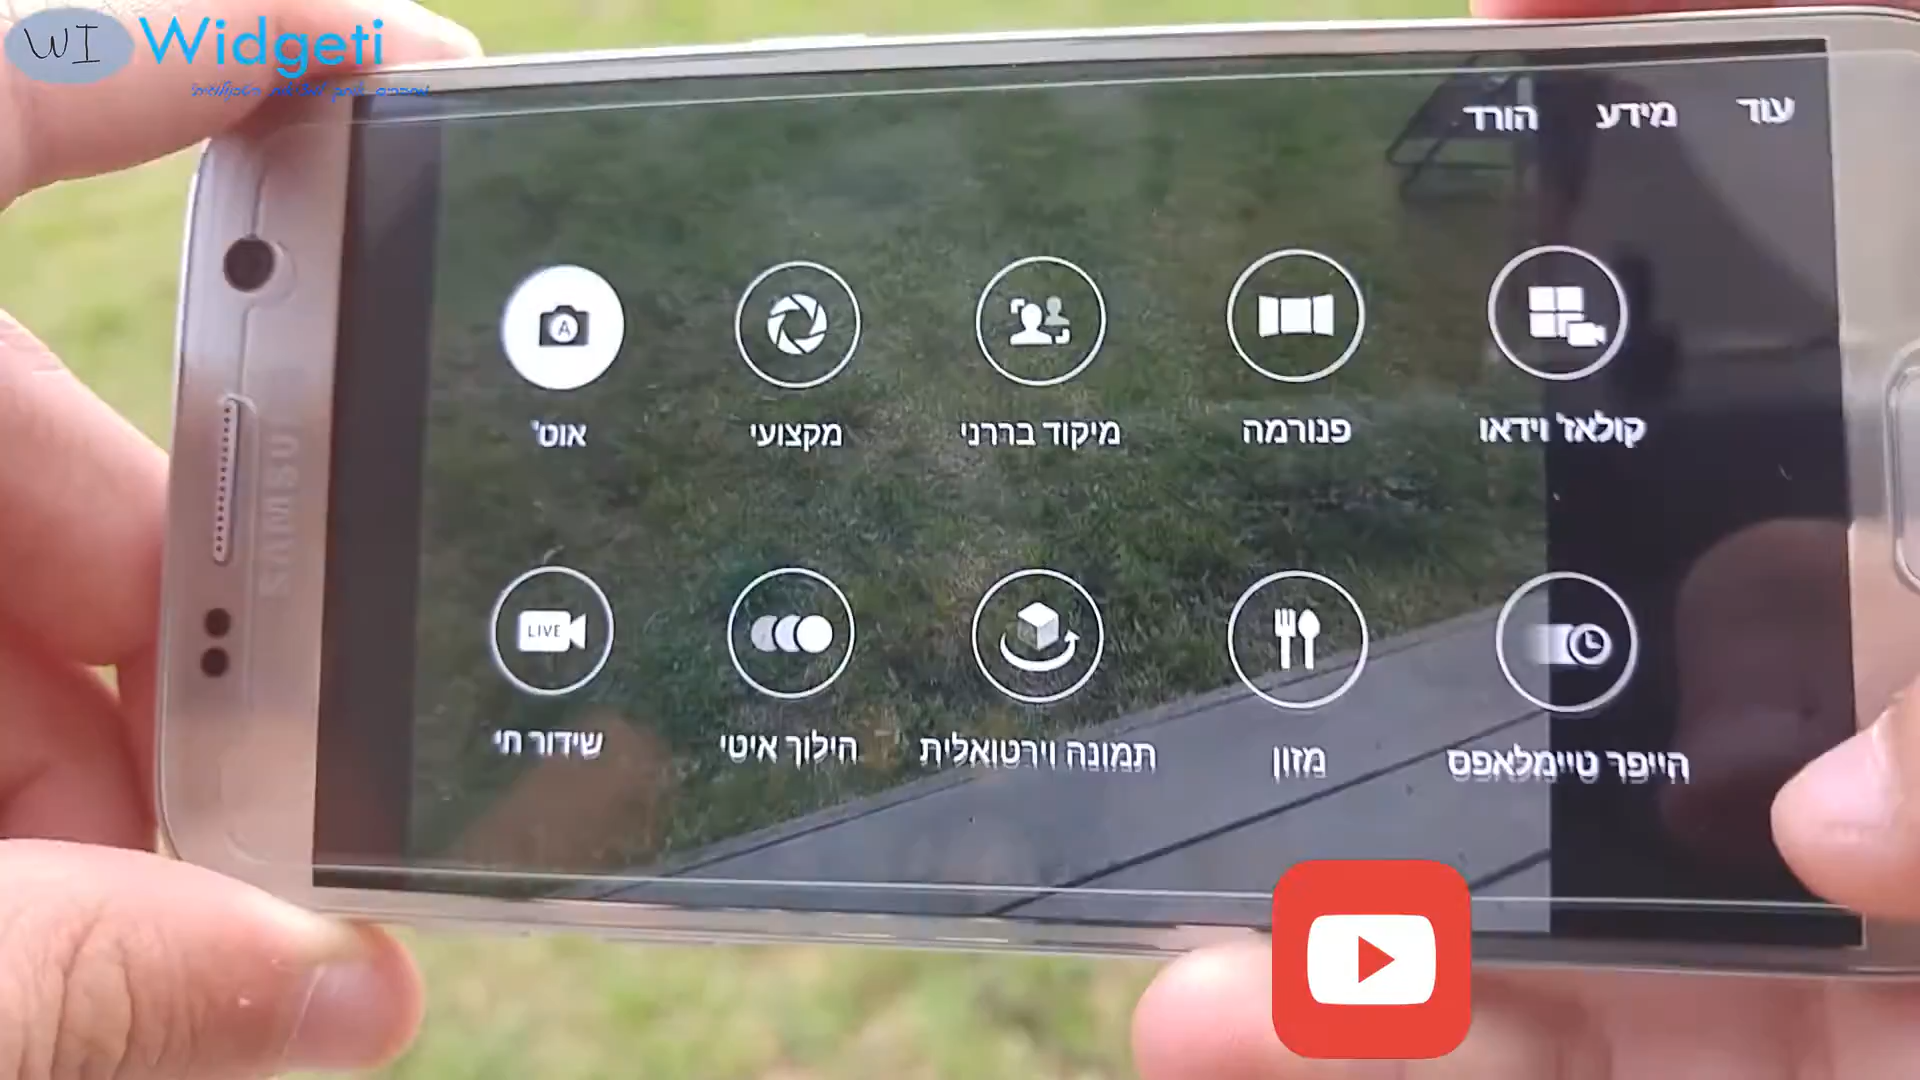 WI Widgeti
עוד מידע הורד
SAMSU
אוט' מקצועי מיקוד בררני פנורמה קולאז' וידאו
LIVE
שידור חי הילוך איטי תמונה וירטואלית מזון הייפר טיימלאפס